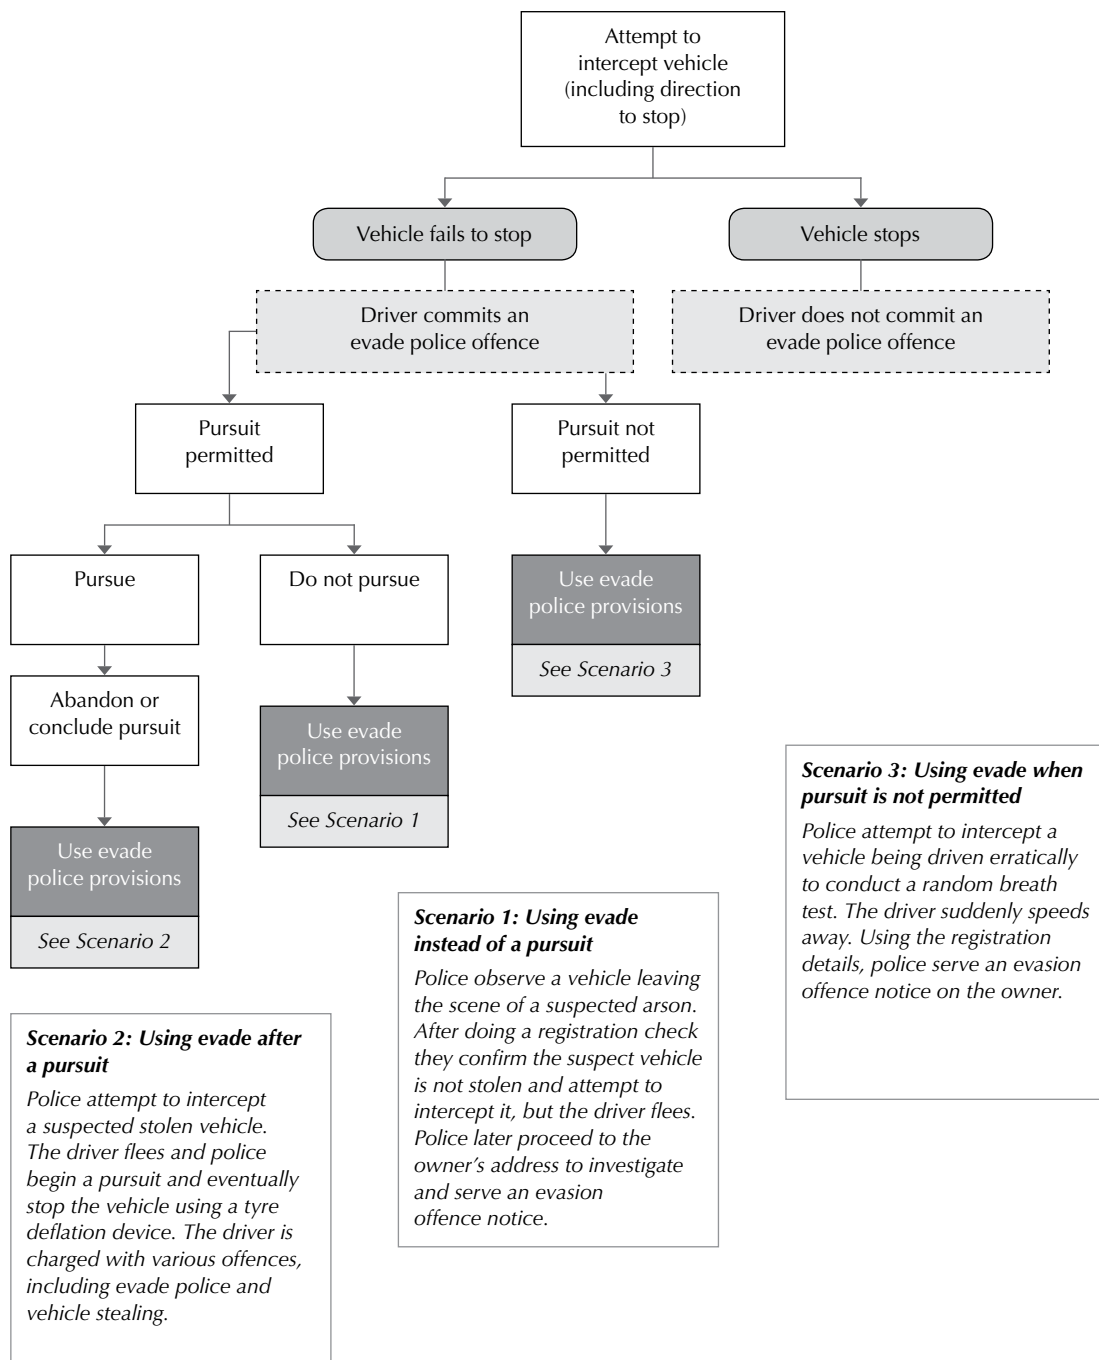 Attempt to
intercept vehicle
(including direction
to stop)
Vehicle fails to stop
Vehicle stops
Driver commits an
evade police offence
Driver does not commit an
evade police offence
Pursuit
permitted
Pursuit not
permitted
Pursue
Do not pursue
Use evade
police provisions
See Scenario 3
Abandon or
conclude pursuit
Use evade
police provisions
See Scenario 1
Use evade
police provisions
See Scenario 2
Scenario 3: Using evade when
pursuit is not permitted
Police attempt to intercept a
vehicle being driven erratically
to conduct a random breath
test. The driver suddenly speeds
away. Using the registration
details, police serve an evasion
offence notice on the owner.
Scenario 1: Using evade
instead of a pursuit
Police observe a vehicle leaving
the scene of a suspected arson.
After doing a registration check
they confirm the suspect vehicle
is not stolen and attempt to
intercept it, but the driver flees.
Police later proceed to the
owner's address to investigate
and serve an evasion
offence notice.
Scenario 2: Using evade after
a pursuit
Police attempt to intercept
a suspected stolen vehicle.
The driver flees and police
begin a pursuit and eventually
stop the vehicle using a tyre
deflation device. The driver is
charged with various offences,
including evade police and
vehicle stealing.